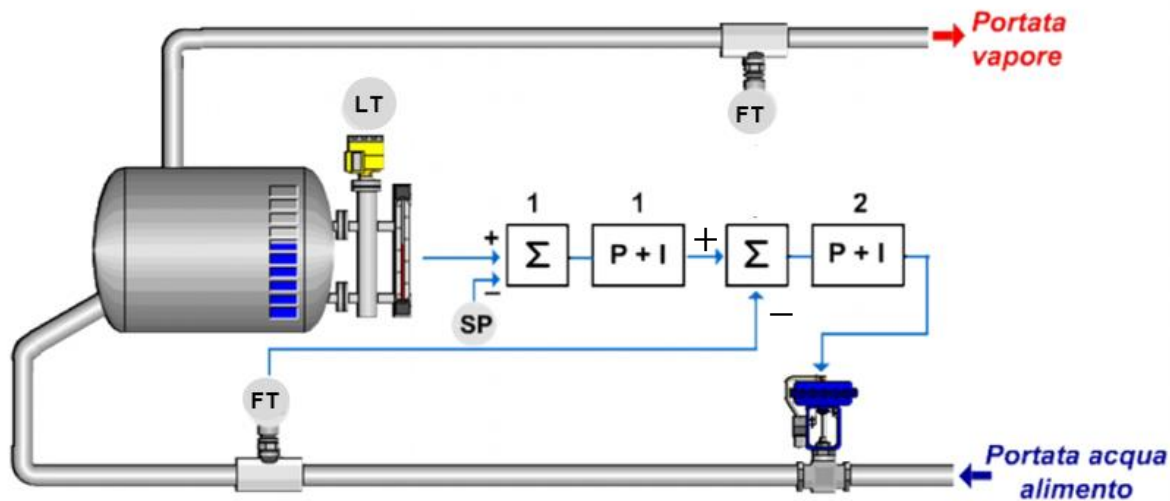 Portata
vapore
LT
FT
1
1
2
+
Σ
P + I
+
Σ
P + I
−
SP
−
FT
Portata acqua
alimento